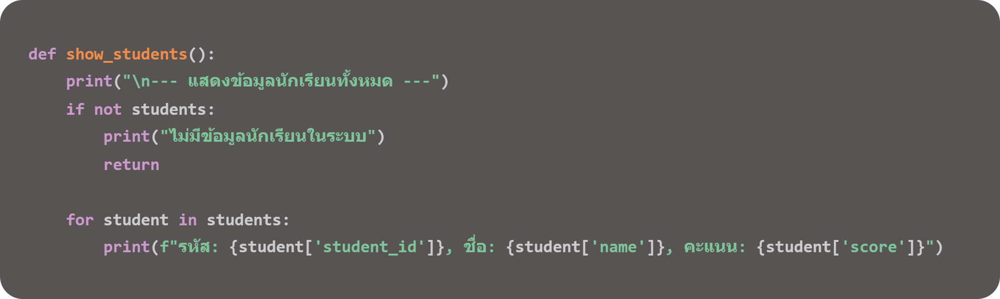 def show_students():
    print("\n--- แสดงข้อมูลนักเรียนทั้งหมด ---")
    if not students:
        print("ไม่มีข้อมูลนักเรียนในระบบ")
        return

    for student in students:
        print(f"รหัส: {student['student_id']}, ชื่อ: {student['name']}, คะแนน: {student['score']}")